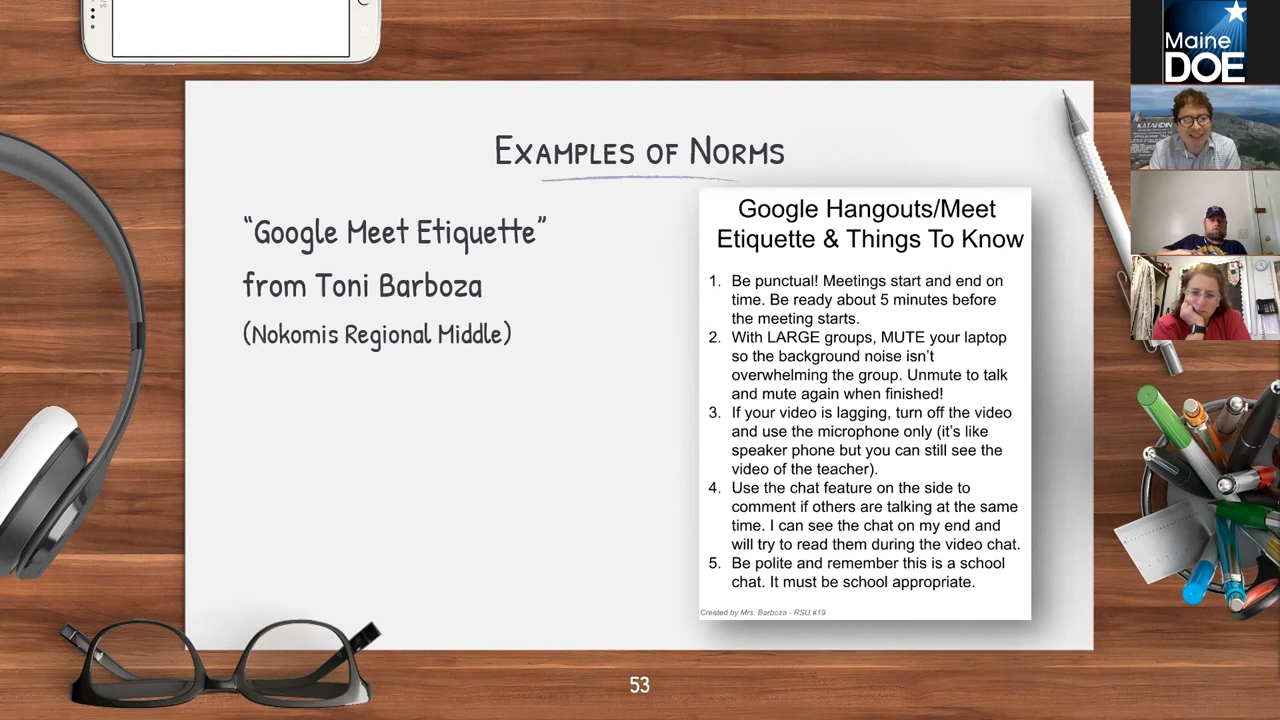 Examples of Norms
“Google Meet Etiquette”
from Toni Barboza
(Nokomis Regional Middle)
Google Hangouts/Meet
Etiquette & Things To Know
1. Be punctual! Meetings start and end on
time. Be ready about 5 minutes before
the meeting starts.
2. With LARGE groups, MUTE your laptop
so the background noise isn’t
overwhelming the group. Unmute to talk
and mute again when finished!
3. If your video is lagging, turn off the video
and use the microphone only (it’s like
speaker phone but you can still see the
video of the teacher).
4. Use the chat feature on the side to
comment if others are talking at the same
time. I can see the chat on my end and
will try to read them during the video chat.
5. Be polite and remember this is a school
chat. It must be school appropriate.
Created by Mrs. Barboza - RSU #19
53
Maine
DOE
KATAHDIN